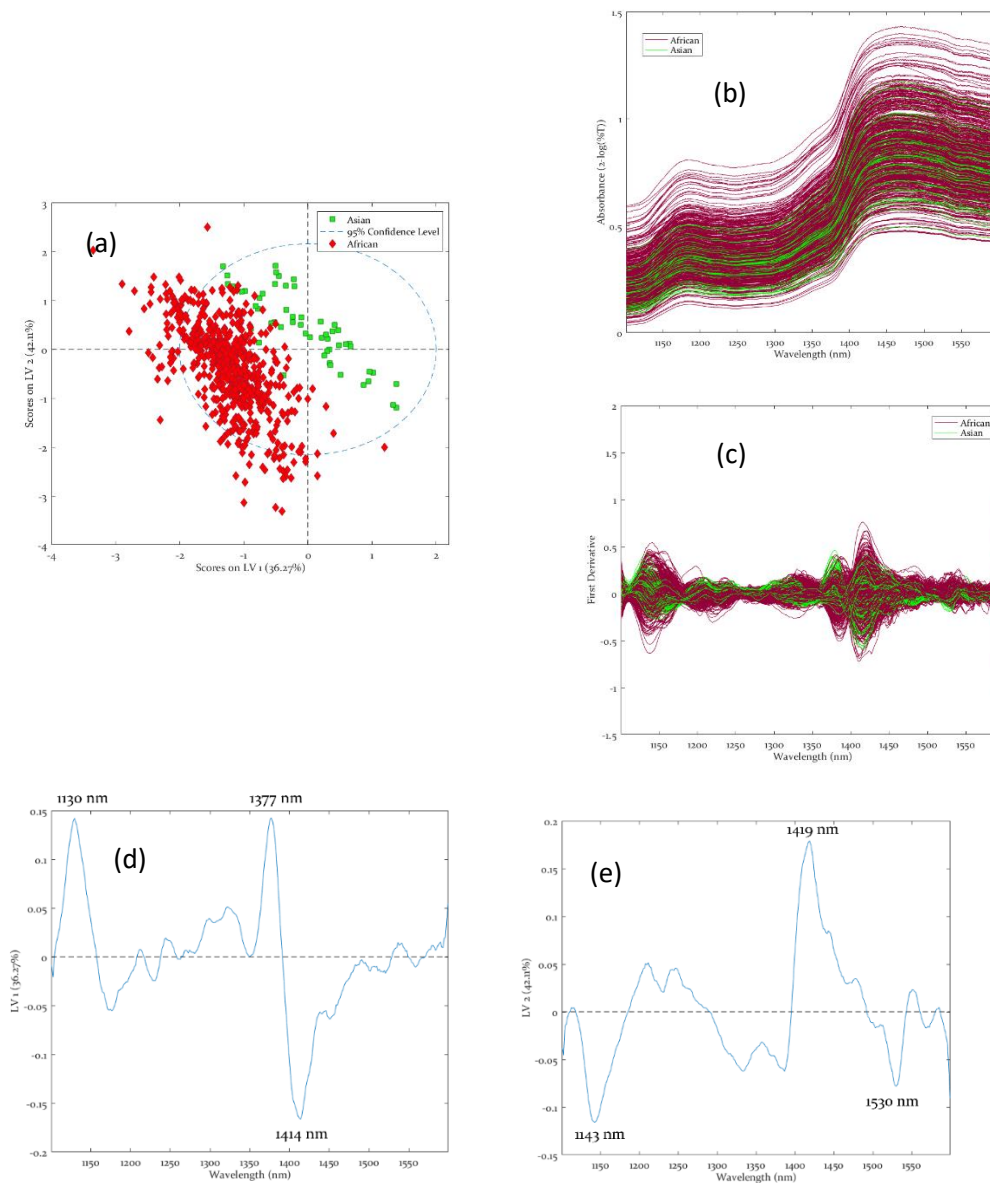 (a)
3
2
1
0
-1
-2
-3
-4
Scores on LV 2 (42.11%)
-4 -3 -2 -1 0 1 2
Scores on LV 1 (36.27%)
Asian
95% Confidence Level
African
(b)
1.5
1
0.5
0
Absorbance (2-log(%T))
African
Asian
1150 1200 1250 1300 1350 1400 1450 1500 1550
Wavelength (nm)
(c)
2
1.5
1
0.5
0
-0.5
-1
-1.5
First Derivative
African
Asian
1150 1200 1250 1300 1350 1400 1450 1500 1550
Wavelength (nm)
(d)
1130 nm
1377 nm
1414 nm
0.15
0.1
0.05
0
-0.05
-0.1
-0.15
-0.2
LV 1 (36.27%)
1150 1200 1250 1300 1350 1400 1450 1500 1550
Wavelength (nm)
(e)
1419 nm
1143 nm
1530 nm
0.2
0.15
0.1
0.05
0
-0.05
-0.1
-0.15
LV 2 (42.11%)
1150 1200 1250 1300 1350 1400 1450 1500 1550
Wavelength (nm)